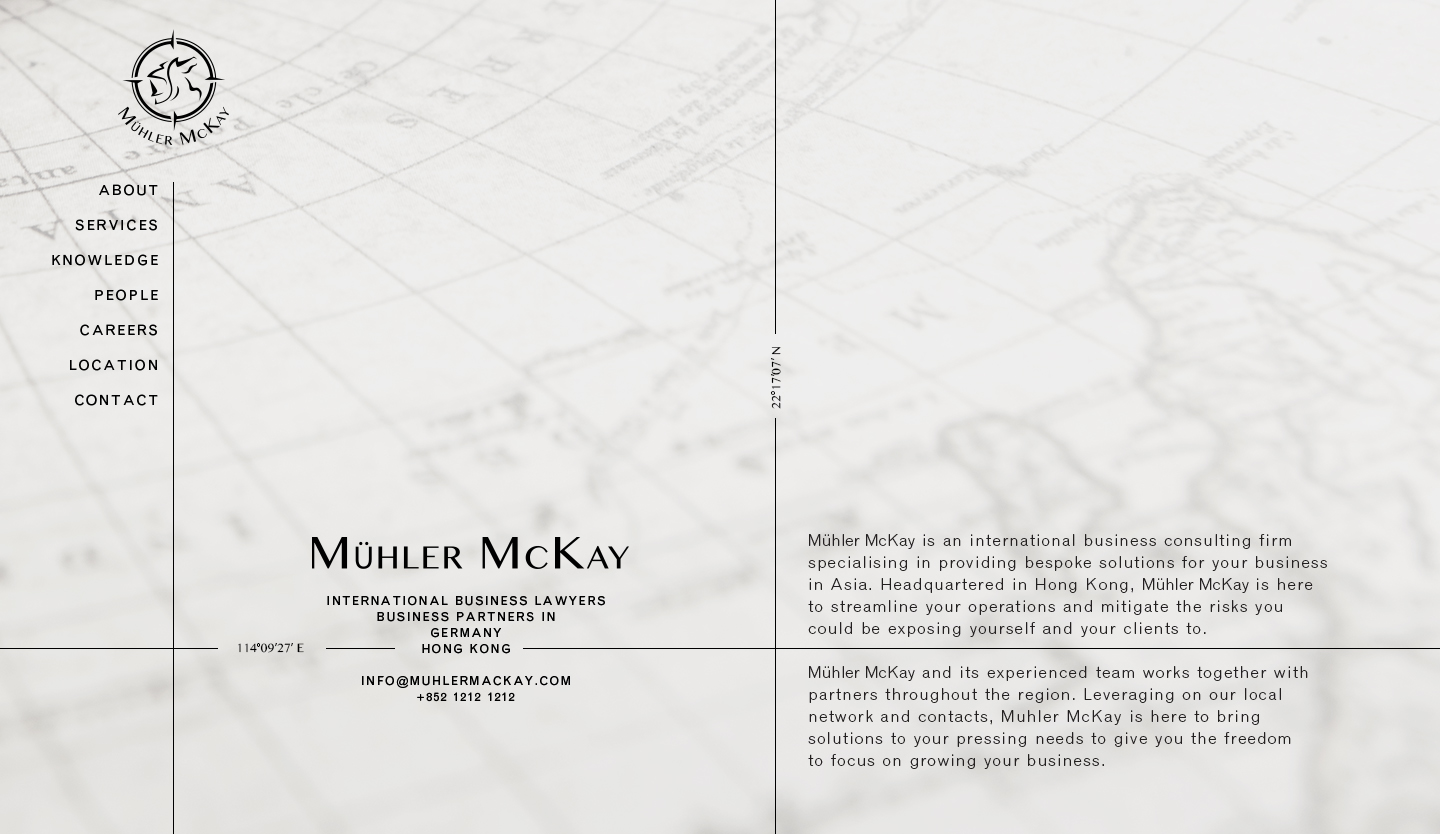 MÜHLER MCKAY
ABOUT
SERVICES
KNOWLEDGE
PEOPLE
CAREERS
LOCATION
CONTACT
22°17'07' N
MÜHLER MCKAY
INTERNATIONAL BUSINESS LAWYERS
BUSINESS PARTNERS IN
GERMANY
114°09'27' E
HONG KONG
INFO@MUHLERMACKAY.COM
+852 1212 1212
Mühler McKay is an international business consulting firm
specialising in providing bespoke solutions for your business
in Asia. Headquartered in Hong Kong, Mühler McKay is here
to streamline your operations and mitigate the risks you
could be exposing yourself and your clients to.
Mühler McKay and its experienced team works together with
partners throughout the region. Leveraging on our local
network and contacts, Muhler McKay is here to bring
solutions to your pressing needs to give you the freedom
to focus on growing your business.